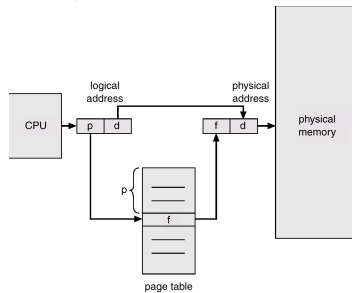 logical
address
physical
address
CPU
p d
f d
physical
memory
p
f
page table